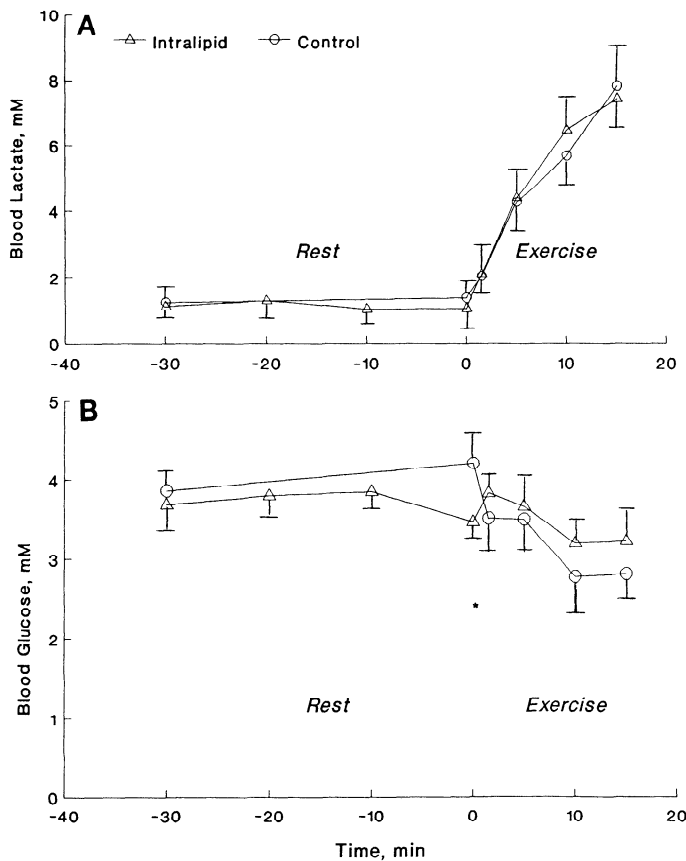 A
Intralipid Control
10
8
6
4
2
0
Blood Lactate, mM
Rest Exercise
-40 -30 -20 -10 0 10 20
B
5
4
3
2
1
0
Blood Glucose, mM
*
Rest Exercise
-40 -30 -20 -10 0 10 20
Time, min